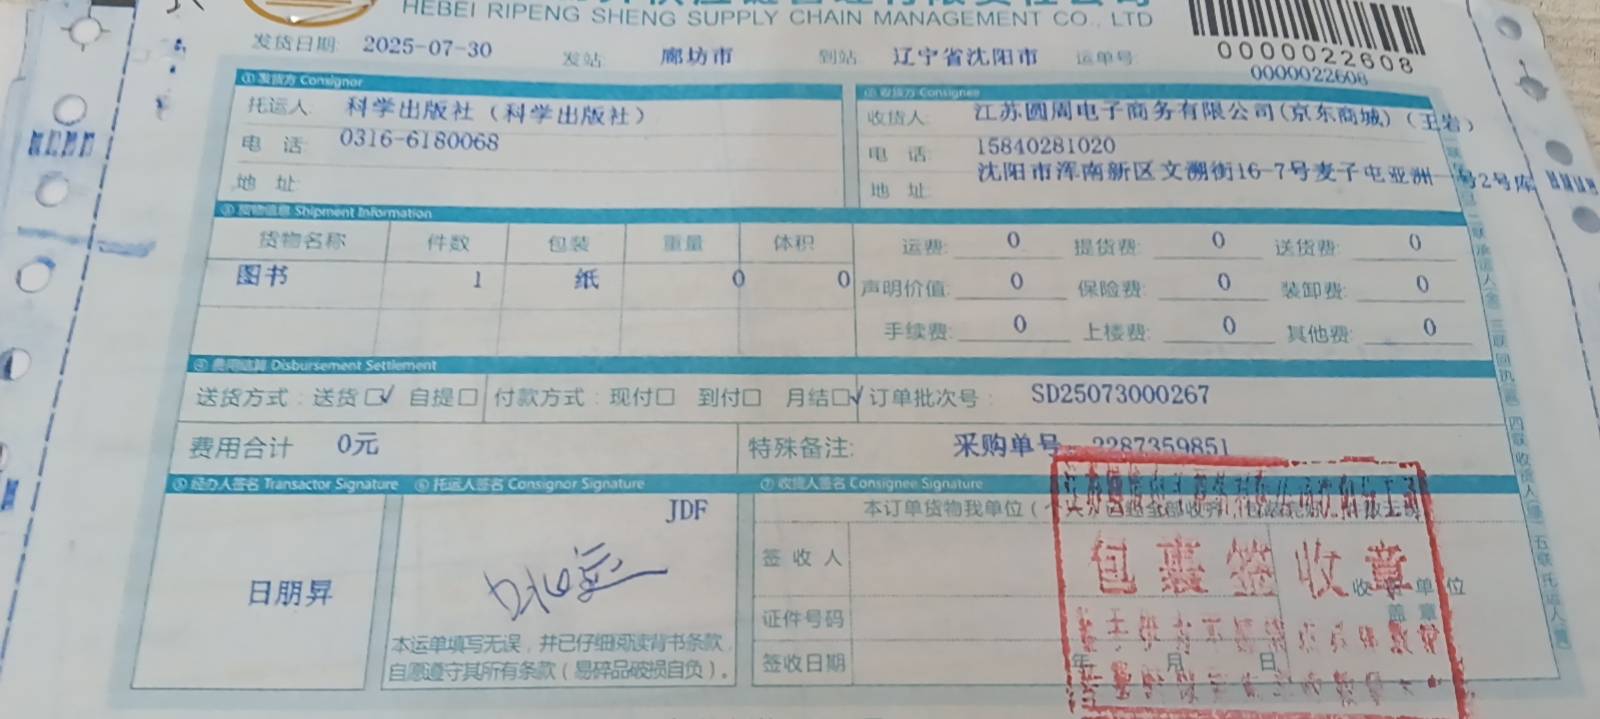 HEBEI RIPENG SHENG SUPPLY CHAIN MANAGEMENT CO., LTD
0000022608
0000022608
发货日期: 2025-07-30 发站 廊坊市 到站 辽宁省沈阳市 运单号:
①发货方 Consignor ②收货方 Consignee
托运人: 科学出版社（科学出版社） 收货人: 江苏圆周电子商务有限公司(京东商城)（王岩）
电 话: 0316-6180068 电 话: 15840281020
地 址: 地 址: 沈阳市浑南新区文溯街16-7号麦子屯亚洲一号2号库
③货物信息 Shipment Information
货物名称 件数 包装 重量 体积 运费: 0 提货费: 0 送货费: 0
图书 1 纸 0 0 声明价值: 0 保险费: 0 装卸费: 0
手续费: 0 上楼费: 0 其他费: 0
④费用结算 Disbursement Settlement
送货方式: 送货☑ 自提□ 付款方式: 现付□ 到付□ 月结☑ 订单批次号: SD25073000267
费用合计 0元 特殊备注: 采购单号 2287359851
⑤经办人签名 Transactor Signature ⑥托运人签名 Consignor Signature ⑦收货人签名 Consignee Signature
JDF 本订单货物我单位
签收人
包裹签收章
收货单位
盖章
日朋昇
证件号码
本运单填写无误，并已仔细阅读背书条款，
自愿遵守其所有条款（易碎品破损自负）。
签收日期 年 月 日